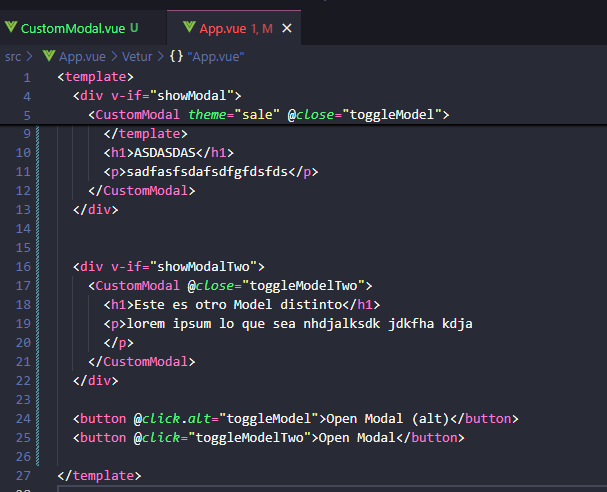 CustomModal.vue U
App.vue 1, M
src > App.vue > Vetur > {} "App.vue"
1 <template>
4 <div v-if="showModal">
5 <CustomModal theme="sale" @close="toggleModel">
9 </template>
10 <h1>ASDASDAS</h1>
11 <p>sadfasfsdafsdfgfdsfds</p>
12 </CustomModal>
13 </div>
14
15
16 <div v-if="showModalTwo">
17 <CustomModal @close="toggleModelTwo">
18 <h1>Este es otro Model distinto</h1>
19 <p>lorem ipsum lo que sea nhdjalksdk jdkfha kdja
20 </p>
21 </CustomModal>
22 </div>
23
24 <button @click.alt="toggleModel">Open Modal (alt)</button>
25 <button @click="toggleModelTwo">Open Modal</button>
26
27 </template>